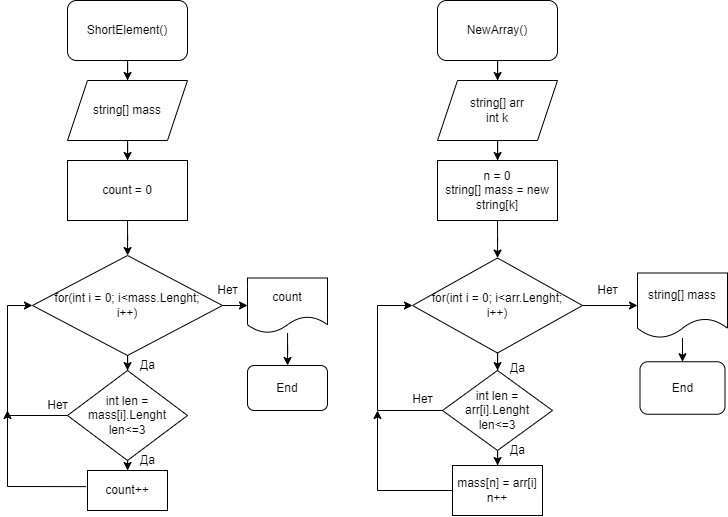 ShortElement()
string[] mass
count = 0
for(int i = 0; i<mass.Lenght;
i++)
Нет
count
End
Да
int len =
mass[i].Lenght
len<=3
Нет
Да
count++
NewArray()
string[] arr
int k
n = 0
string[] mass = new
string[k]
for(int i = 0; i<arr.Lenght;
i++)
Нет
string[] mass
End
Да
int len =
arr[i].Lenght
len<=3
Нет
Да
mass[n] = arr[i]
n++